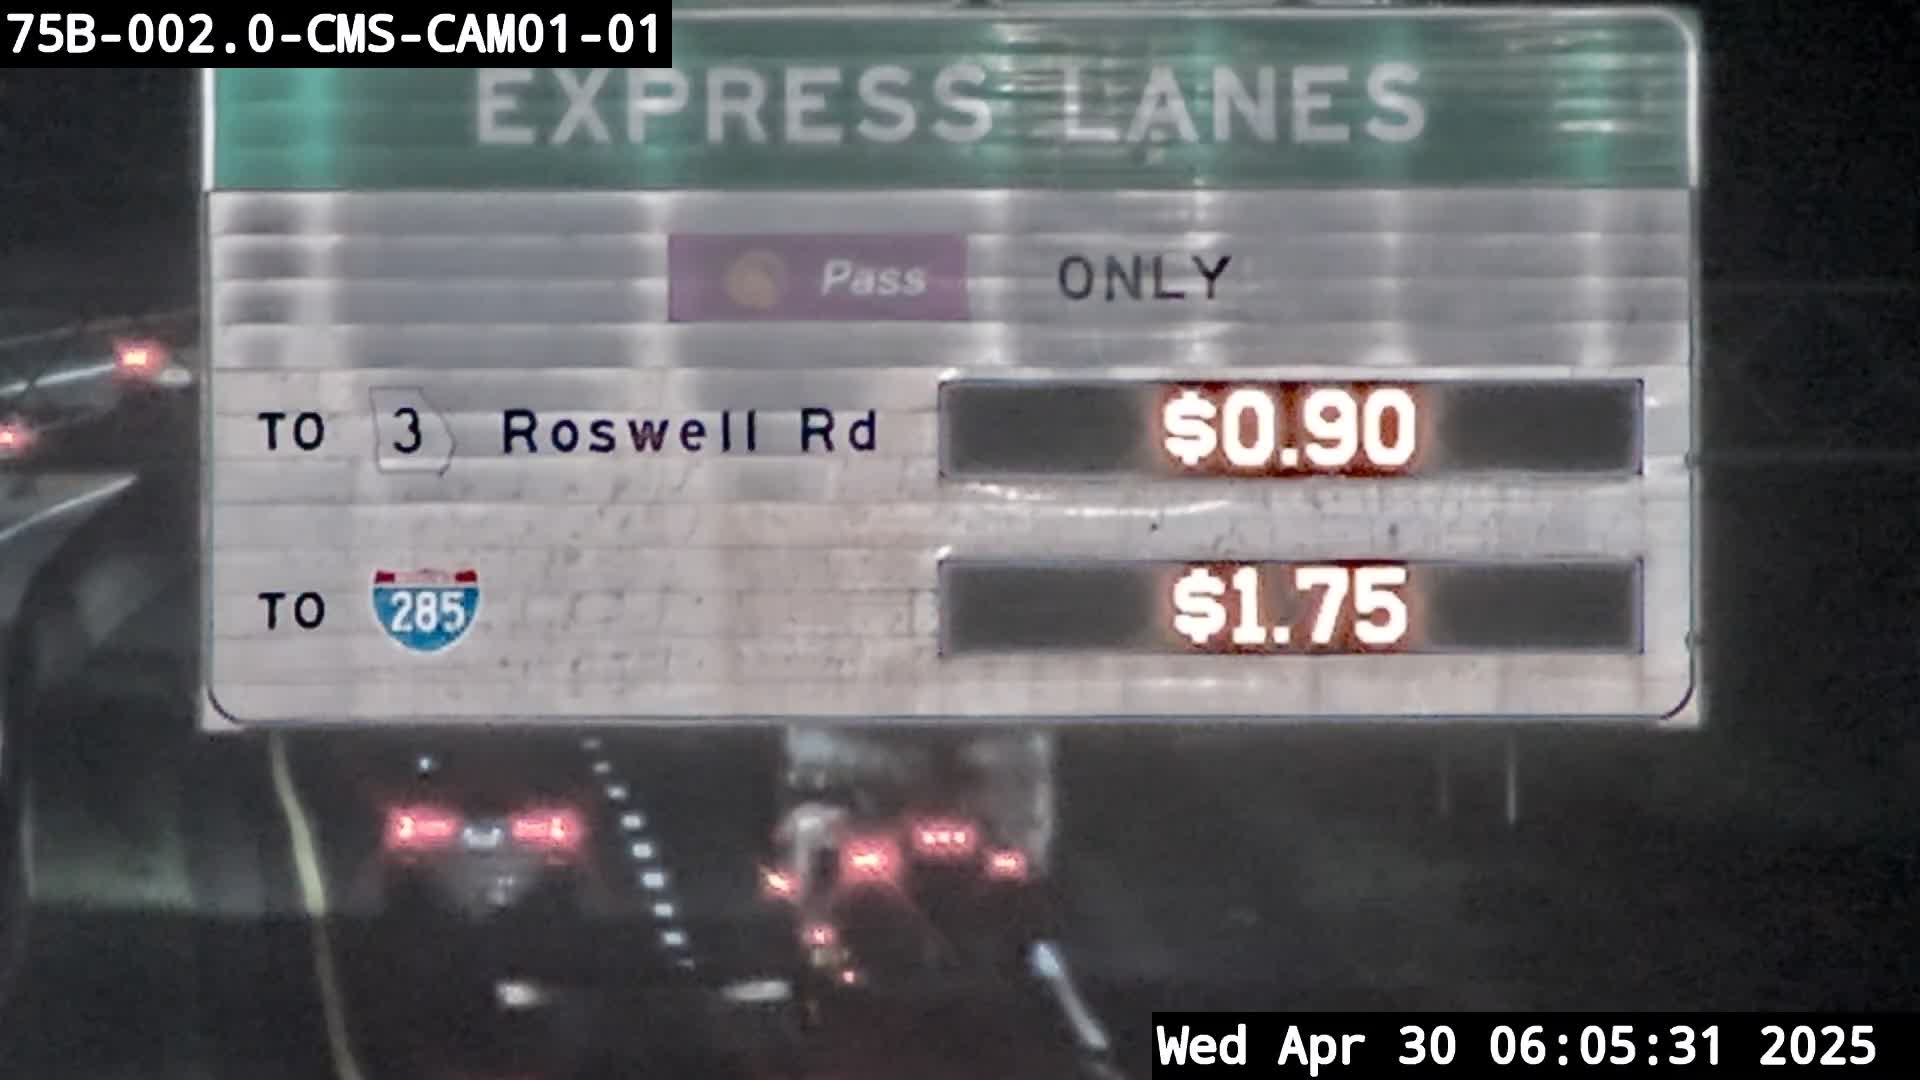 75B-002.0-CMS-CAM01-01
EXPRESS LANES
Pass ONLY
TO 3 Roswell Rd $0.90
TO 285 $1.75
Wed Apr 30 06:05:31 2025